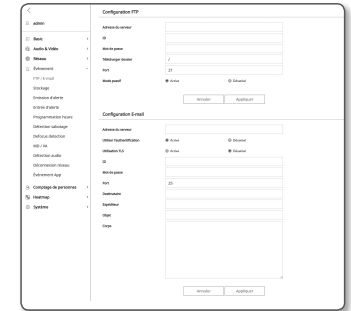 admin
Basic
Audio & Vidéo
Réseau
Événement
FTP / E-mail
Stockage
Emission d'alerte
Entrée d'alerte
Programmation heure
Détection sabotage
Defocus détection
MD / VA
Détection audio
Déconnexion réseau
Événement App
Comptage de personnes
Heatmap
Système
Configuration FTP
Adresse du serveur
ID
Mot de passe
Télécharger dossier /
Port 21
Mode passif Activé Désactivé
Annuler Appliquer
Configuration E-mail
Adresse du serveur
Utiliser l'authentification Activé Désactivé
Utilisation TLS Activé Désactivé
ID
Mot de passe
Port 25
Destinataire
Expéditeur
Objet
Corps
Annuler Appliquer